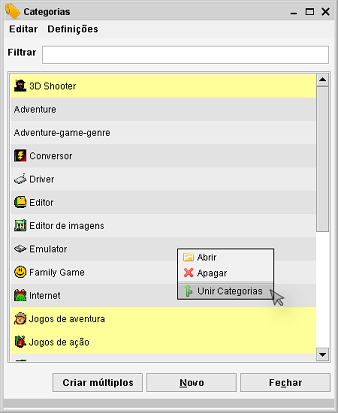 Categorias
Editar Definições
Filtrar
3D Shooter
Adventure
Adventure-game-genre
Conversor
Driver
Editor
Editor de imagens
Emulator
Family Game
Internet
Jogos de aventura
Jogos de ação
Abrir
Apagar
Unir Categorias
Criar múltiplos Novo Fechar